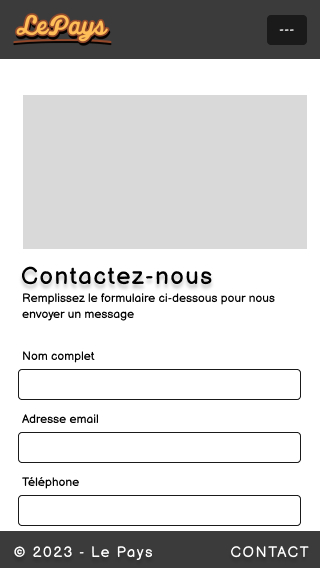 LePays
---
Contactez-nous
Remplissez le formulaire ci-dessous pour nous
envoyer un message
Nom complet
Adresse email
Téléphone
© 2023 - Le Pays CONTACT